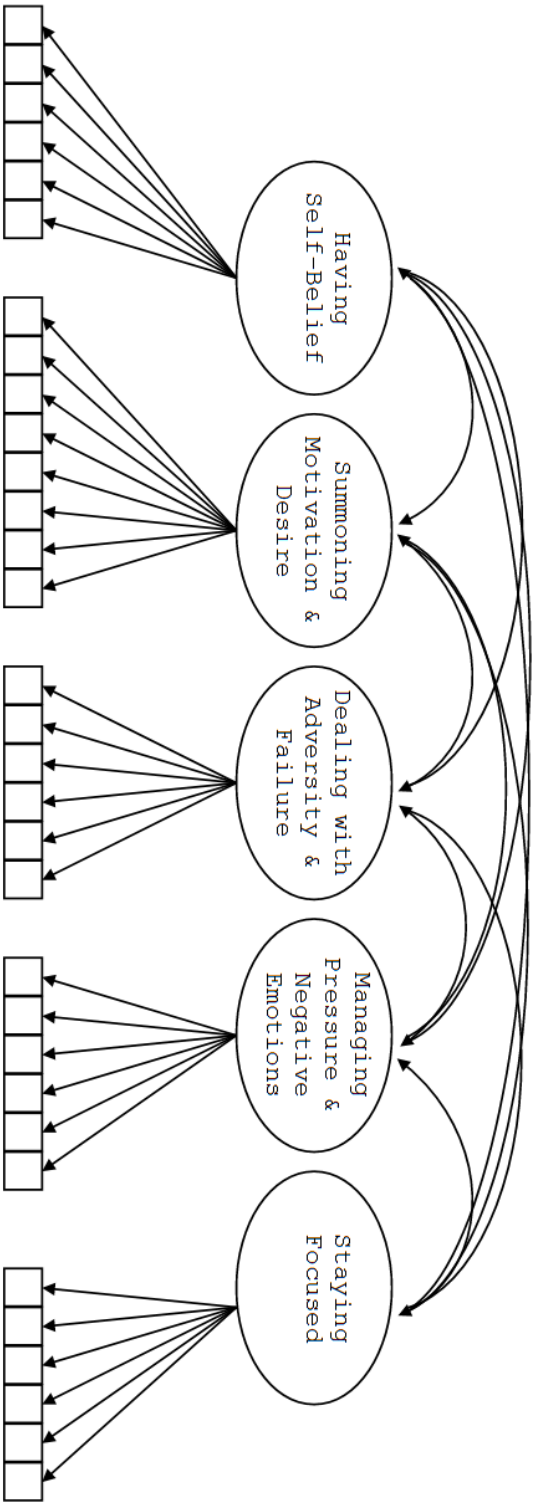 Having
Self-Belief
Summoning
Motivation &
Desire
Dealing with
Adversity &
Failure
Managing
Pressure &
Negative
Emotions
Staying
Focused